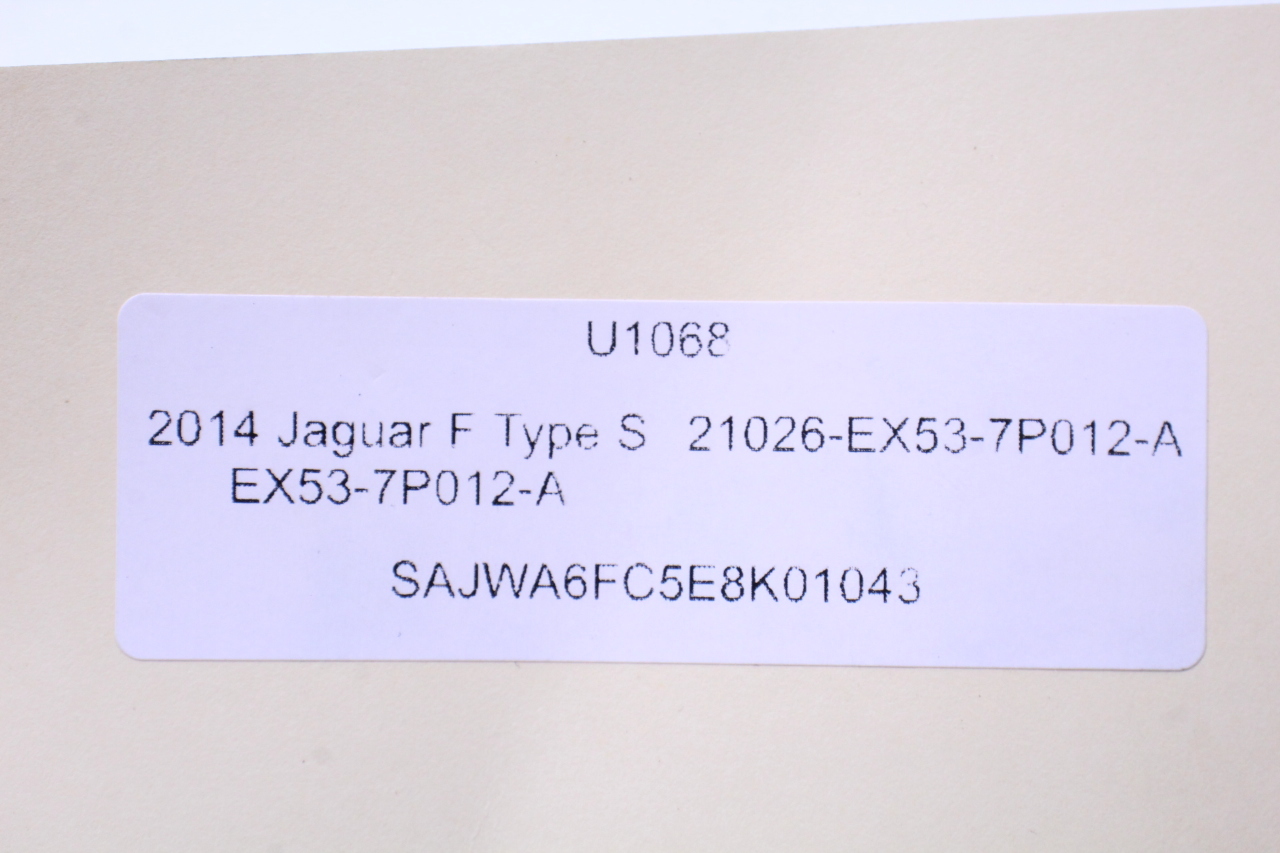 U1068
2014 Jaguar F Type S 21026-EX53-7P012-A
EX53-7P012-A
SAJWA6FC5E8K01043